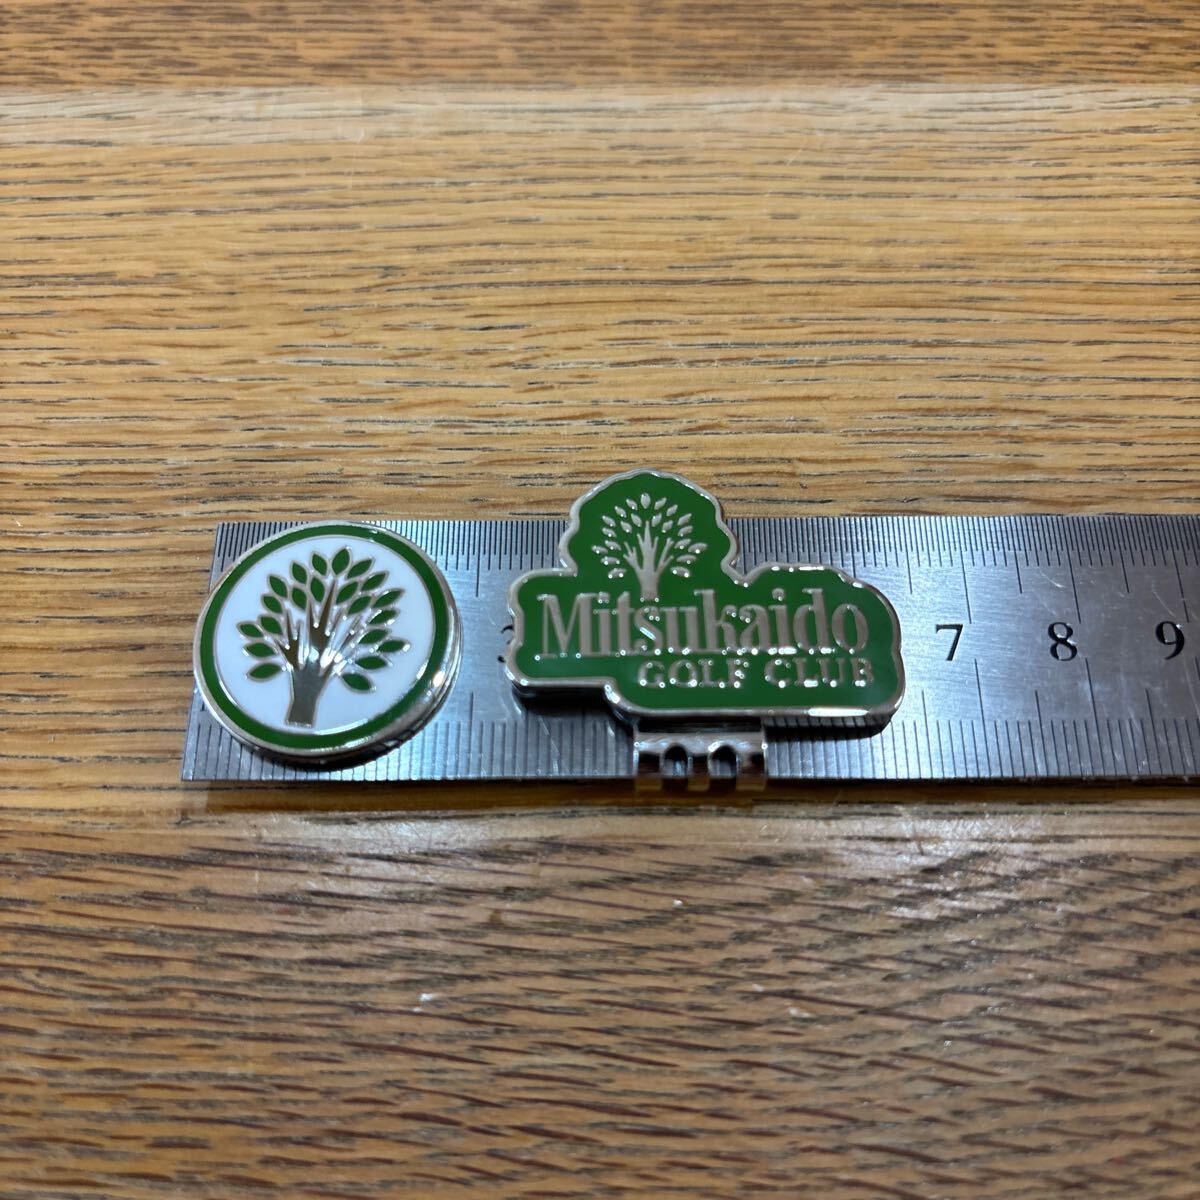 Mitsukaido
GOLF CLUB
7 8 9